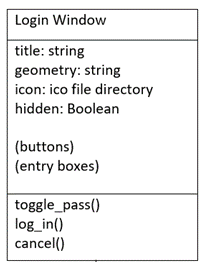 Login Window
title: string
geometry: string
icon: ico file directory
hidden: Boolean
(buttons)
(entry boxes)
toggle_pass()
log_in()
cancel()